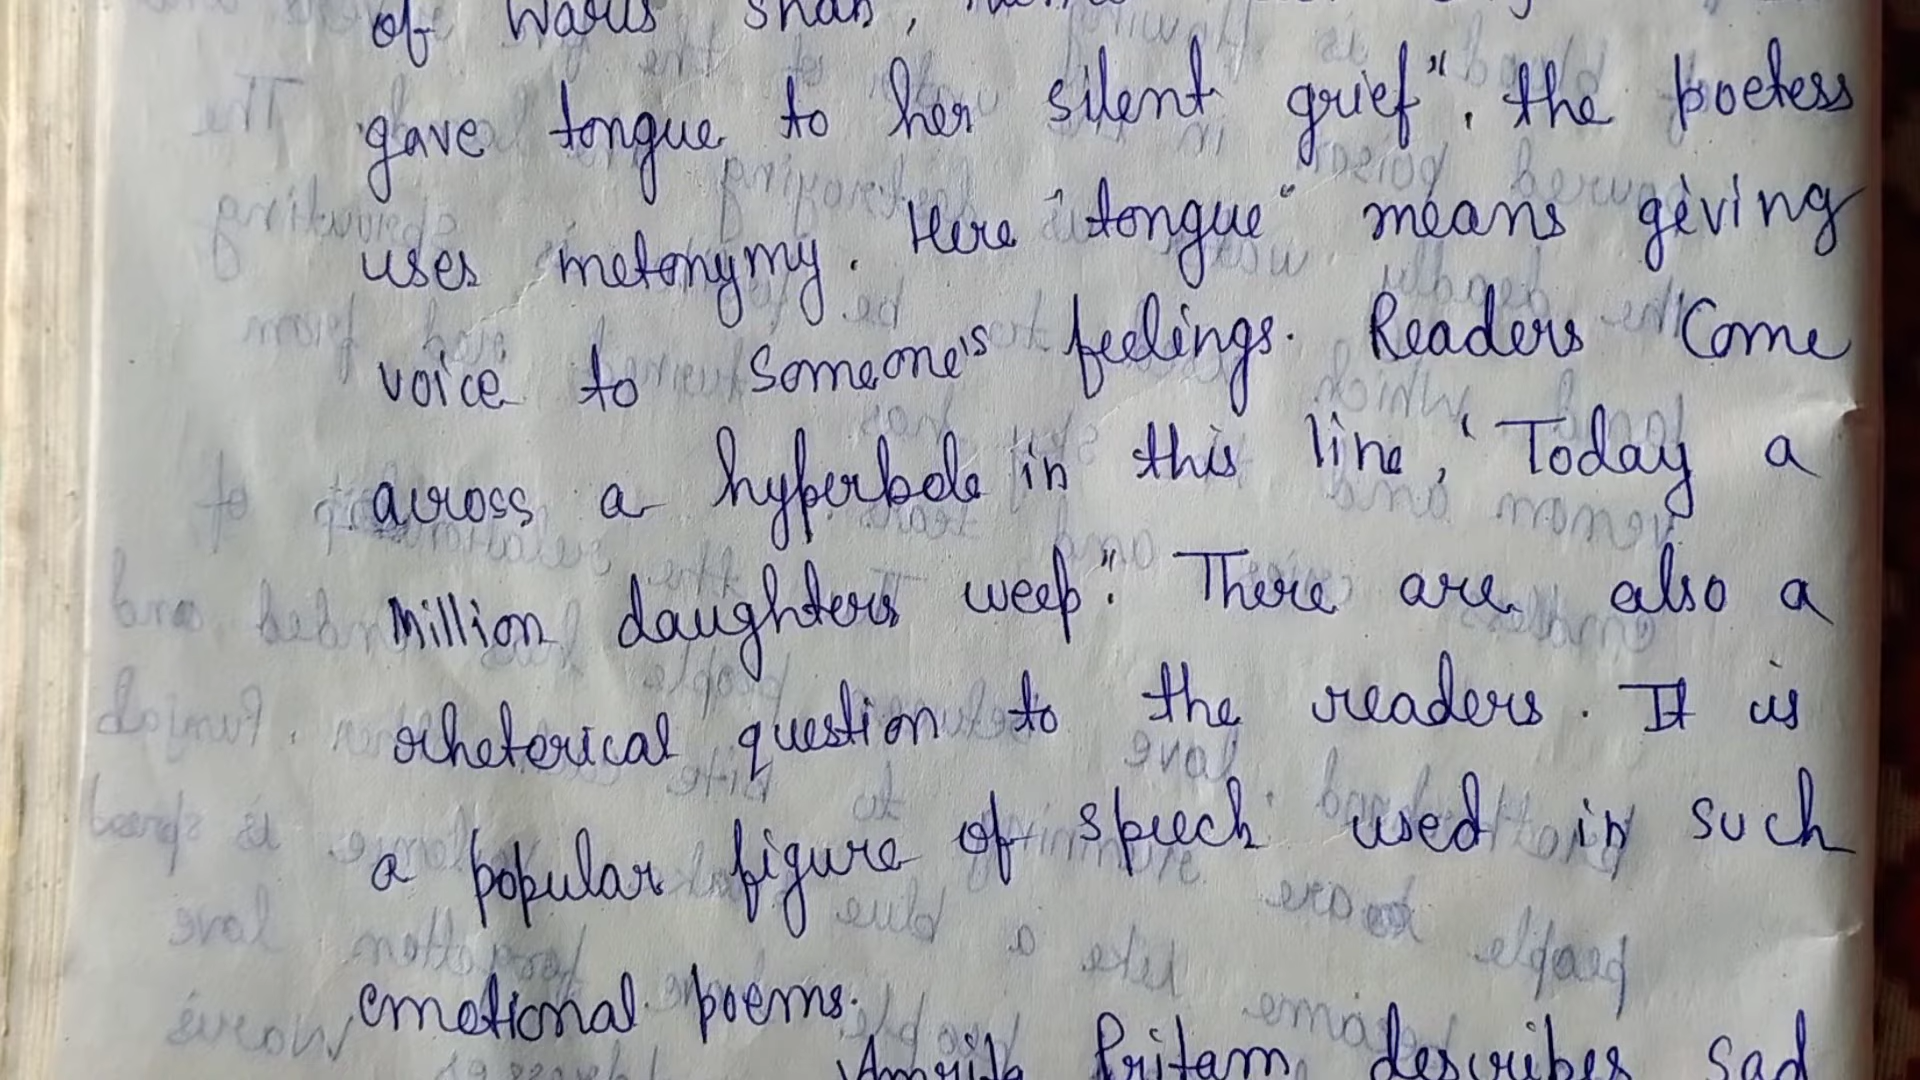 of Waris Shah,
gave tongue to her silent grief", the poetess
uses metonymy. Here "tongue" means giving
voice to someone's feelings. Readers come
across a hyperbole in this line, 'Today a
million daughters weep". There are also a
rhetorical question to the readers. It is
a popular figure of speech used in such
emotional poems.
Amrita Pritam describes sad